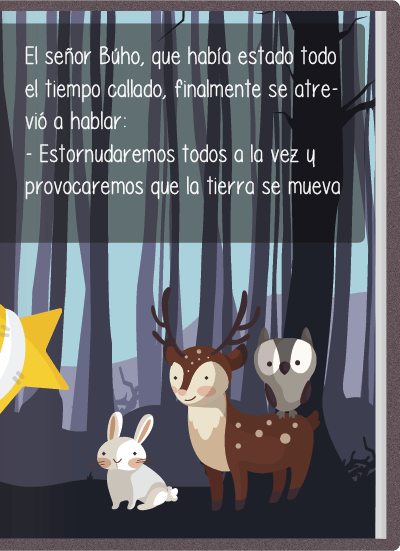 El señor Búho, que había estado todo
el tiempo callado, finalmente se atre-
vió a hablar:
- Estornudaremos todos a la vez y
provocaremos que la tierra se mueva